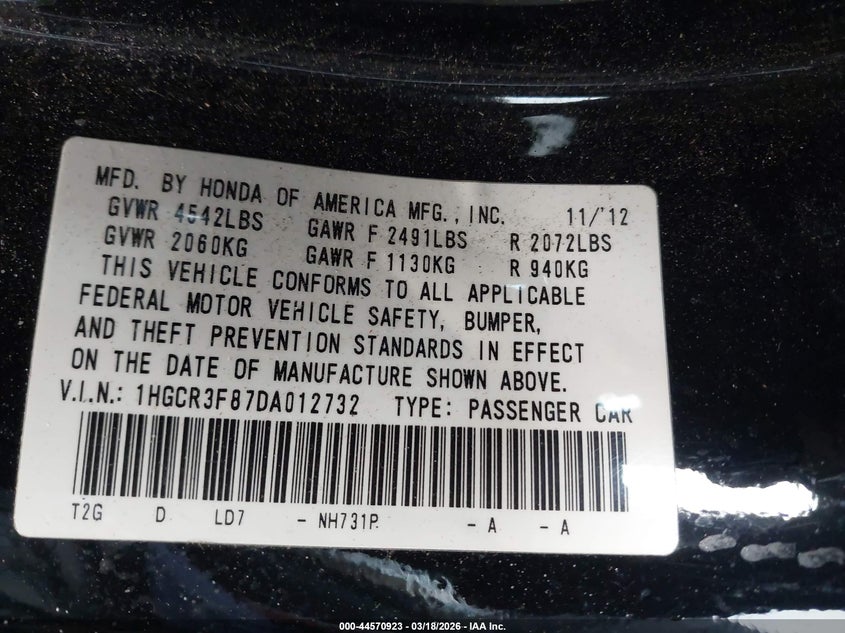 MFD. BY HONDA OF AMERICA MFG., INC. 11/'12
GVWR 4542LBS GAWR F 2491LBS R 2072LBS
GVWR 2060KG GAWR F 1130KG R 940KG
THIS VEHICLE CONFORMS TO ALL APPLICABLE
FEDERAL MOTOR VEHICLE SAFETY, BUMPER,
AND THEFT PREVENTION STANDARDS IN EFFECT
ON THE DATE OF MANUFACTURE SHOWN ABOVE.
V.I.N.: 1HGCR3F87DA012732 TYPE: PASSENGER CAR
T2G D LD7 - NH731P - A - A
000-44570923 - 03/18/2026 - IAA Inc.